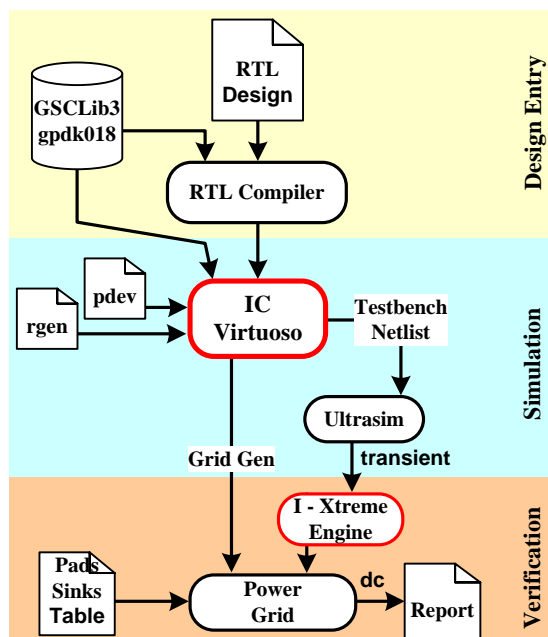 RTL
Design
GSCLib3
gpdk018
RTL Compiler
Design Entry
pdev
rgen
IC
Virtuoso
Testbench
Netlist
Ultrasim
Grid Gen
transient
Simulation
I - Xtreme
Engine
Pads
Sinks
Table
Power
Grid
dc
Report
Verification